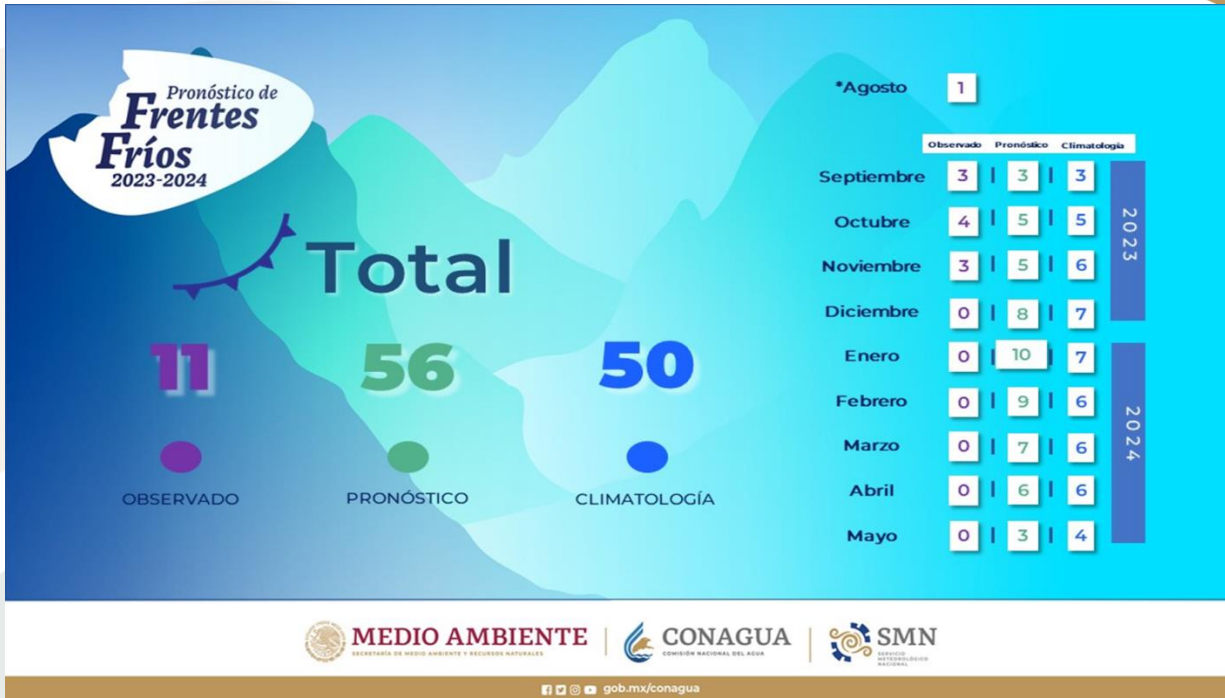 Pronóstico de
Frentes
Fríos
2023-2024
Total
11 56 50
OBSERVADO PRONÓSTICO CLIMATOLOGÍA
*Agosto 1
Observado Pronóstico Climatología
Septiembre 3 | 3 | 3
Octubre 4 | 5 | 5
Noviembre 3 | 5 | 6
Diciembre 0 | 8 | 7
2023
Enero 0 10 7
Febrero 0 | 9 | 6
Marzo 0 | 7 | 6
Abril 0 | 6 | 6
Mayo 0 | 3 | 4
2024
MEDIO AMBIENTE
SECRETARÍA DE MEDIO AMBIENTE Y RECURSOS NATURALES
CONAGUA
COMISIÓN NACIONAL DEL AGUA
SMN
SERVICIO
METEOROLÓGICO
NACIONAL
gob.mx/conagua